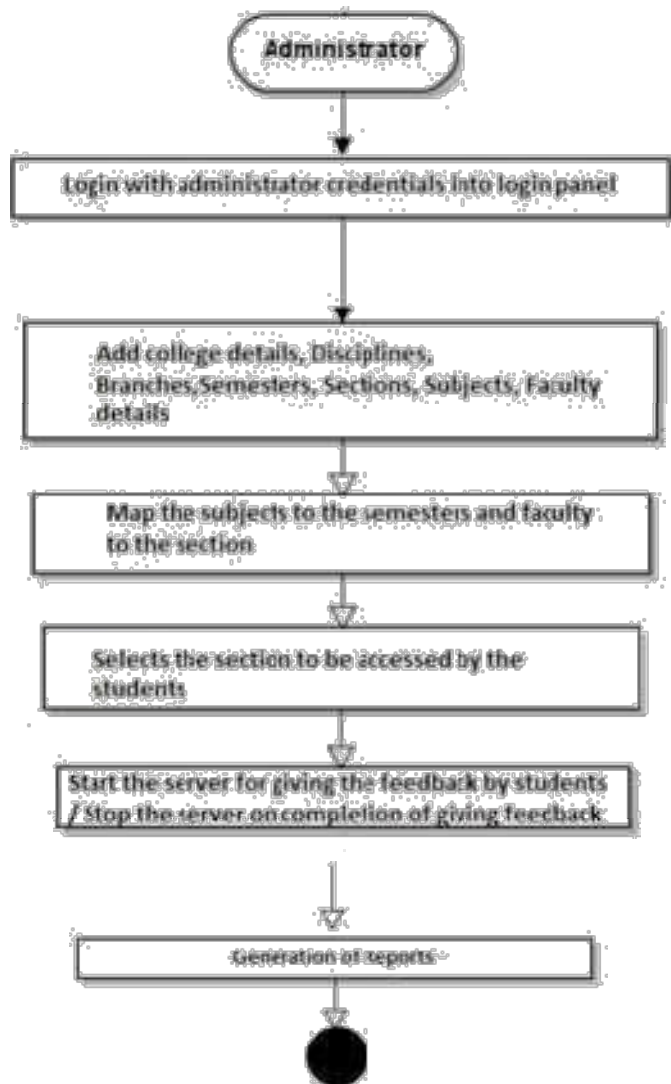 Administrator
Login with administrator credentials into login panel
Add college details, Disciplines,
Branches,Semesters, Sections, Subjects, Faculty
details
Map the subjects to the semesters and faculty
to the section
Selects the section to be accessed by the
students
Start the server for giving the feedback by students
/ Stop the server on completion of giving feedback
Generation of reports